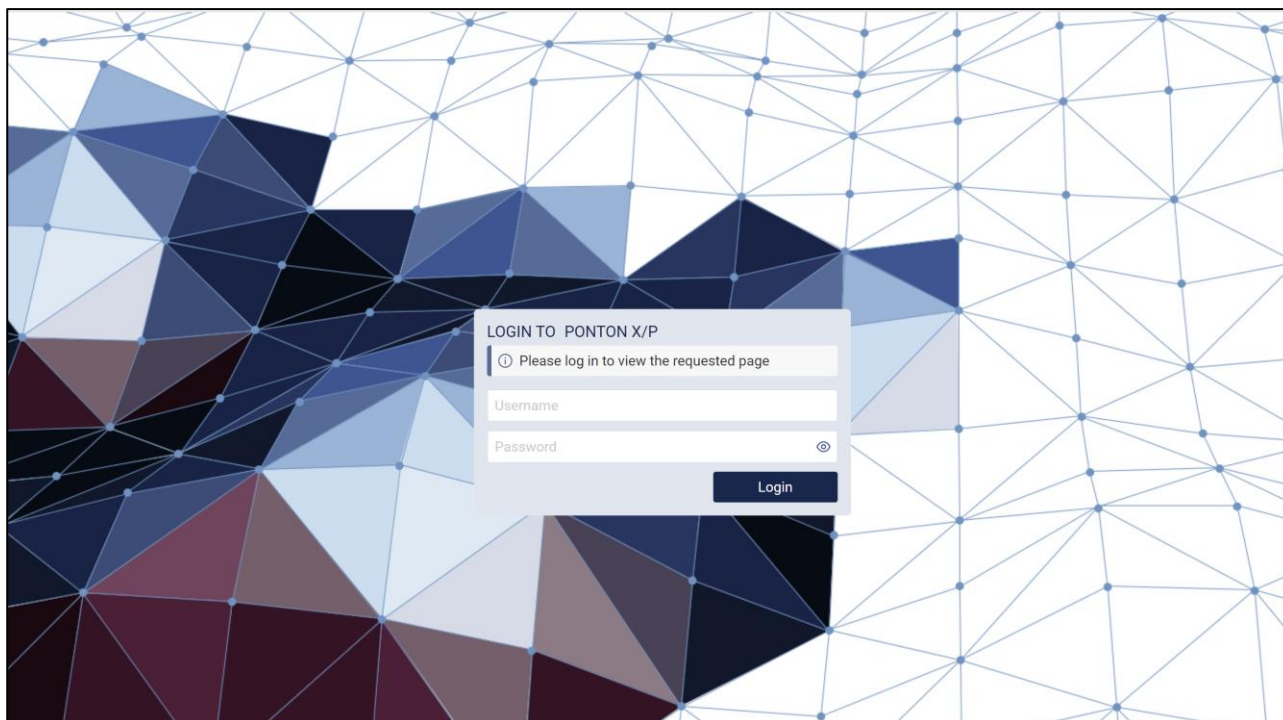 LOGIN TO PONTON X/P
Please log in to view the requested page
Username
Password
Login